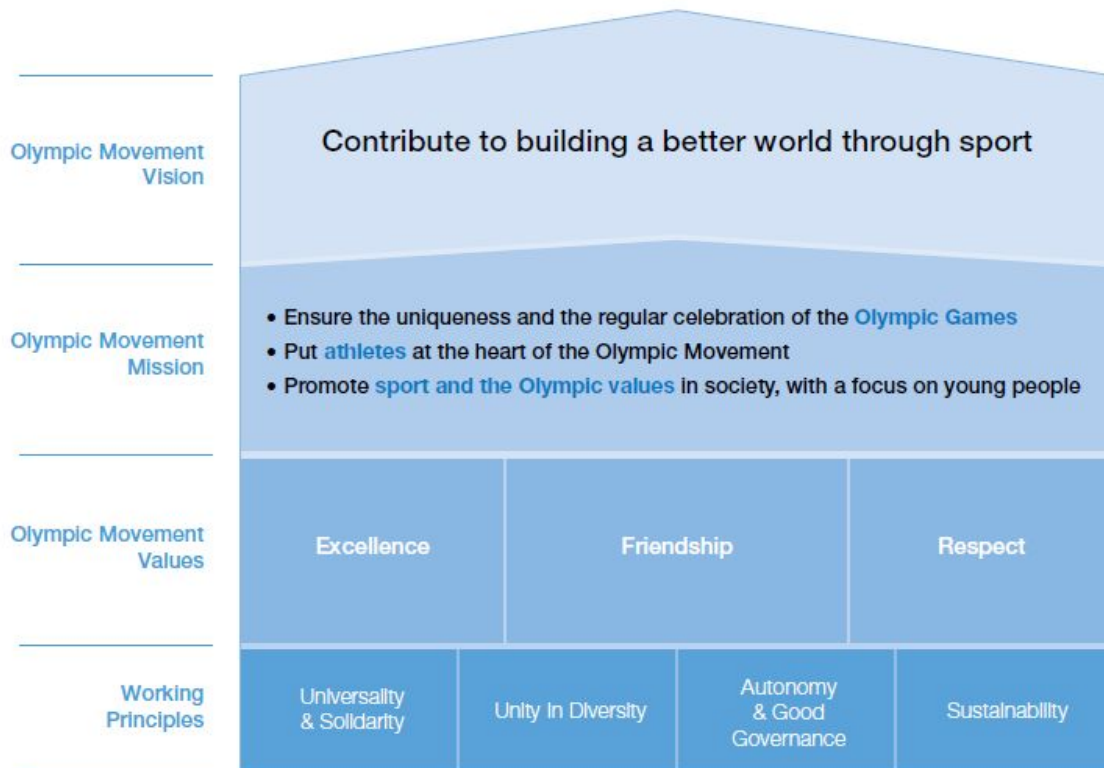 Olympic Movement
Vision
Contribute to building a better world through sport
Olympic Movement
Mission
• Ensure the uniqueness and the regular celebration of the Olympic Games
• Put athletes at the heart of the Olympic Movement
• Promote sport and the Olympic values in society, with a focus on young people
Olympic Movement
Values
Excellence
Friendship
Respect
Working
Principles
Universality
& Solidarity
Unity in Diversity
Autonomy
& Good
Governance
Sustainability